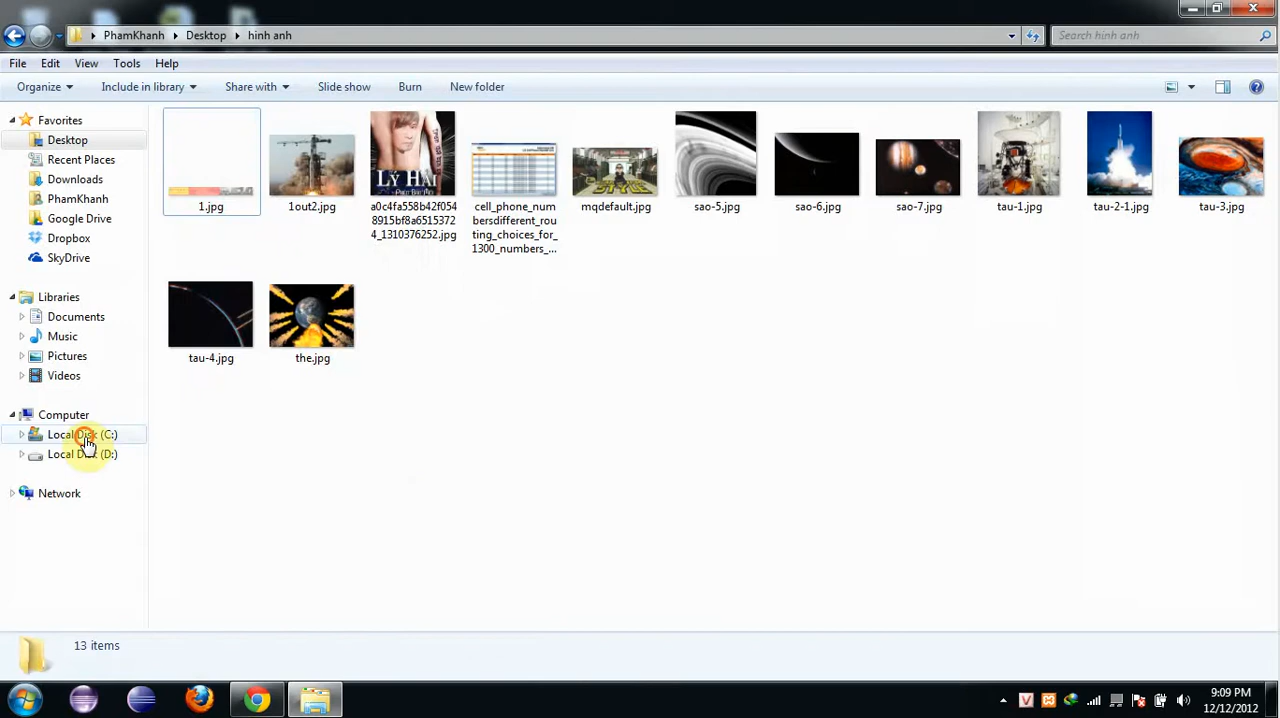 PhamKhanh ▸ Desktop ▸ hinh anh
Search hinh anh
File Edit View Tools Help
Organize Include in library Share with Slide show Burn New folder
Favorites
Desktop
Recent Places
Downloads
PhamKhanh
Google Drive
Dropbox
SkyDrive
Libraries
Documents
Music
Pictures
Videos
Computer
Local Disk (C:)
Local Disk (D:)
Network
LÝ HẢI
1.jpg
1out2.jpg
a0c4fa558b42f054
8915bf8a6515372
4_1310376252.jpg
cell_phone_num
bersdifferent_rou
ting_choices_for_
1300_numbers_...
mqdefault.jpg
sao-5.jpg
sao-6.jpg
sao-7.jpg
tau-1.jpg
tau-2-1.jpg
tau-3.jpg
tau-4.jpg
the.jpg
13 items
9:09 PM
12/12/2012